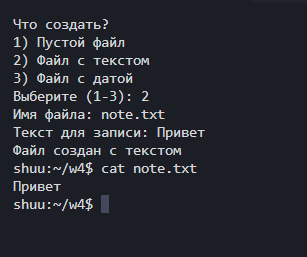 Что создать?
1) Пустой файл
2) Файл с текстом
3) Файл с датой
Выберите (1-3): 2
Имя файла: note.txt
Текст для записи: Привет
Файл создан с текстом
shuu:~/w4$ cat note.txt
Привет
shuu:~/w4$